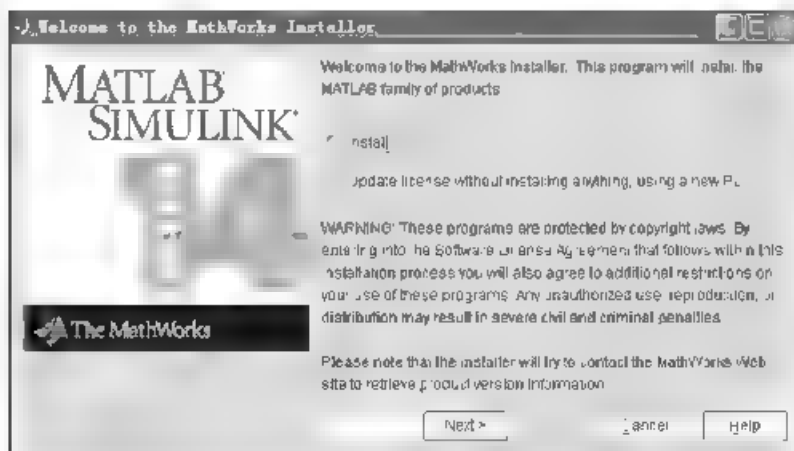 Welcome to the MathWorks Installer
MATLAB
SIMULINK
14
The MathWorks
Welcome to the MathWorks Installer. This program will install the
MATLAB family of products
Install
Update license without installing anything, using a new PL
WARNING: These programs are protected by copyright laws. By
entering into the Software License Agreement that follows within this
installation process you will also agree to additional restrictions on
your use of these programs. Any unauthorized use, reproduction, or
distribution may result in severe civil and criminal penalties
Please note that the installer will try to contact the MathWorks Web
site to retrieve product version information
Next >
Cancel
Help